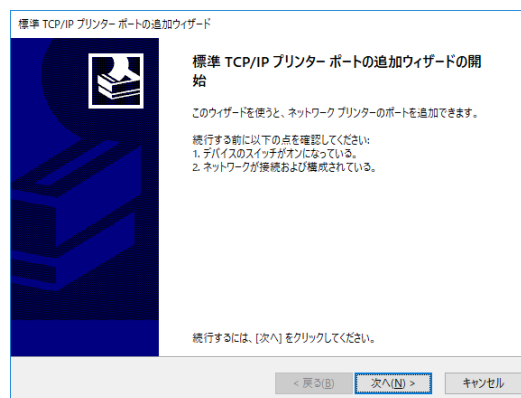 標準 TCP/IP プリンター ポートの追加ウィザード
標準 TCP/IP プリンター ポートの追加ウィザードの開
始
このウィザードを使うと、ネットワーク プリンターのポートを追加できます。
続行する前に以下の点を確認してください:
1. デバイスのスイッチがオンになっている。
2. ネットワークが接続および構成されている。
続行するには、[次へ] をクリックしてください。
< 戻る(B) 次へ(N) > キャンセル